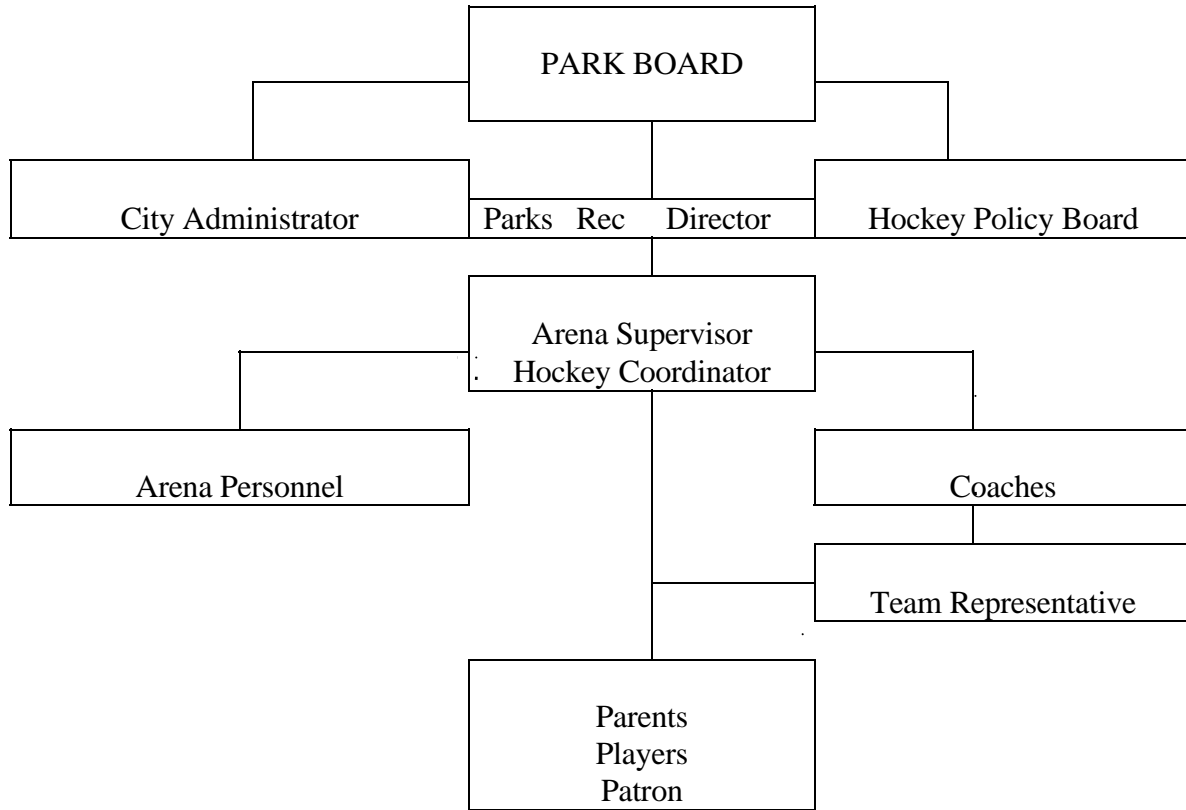 PARK BOARD
City Administrator
Parks Rec Director
Hockey Policy Board
Arena Supervisor
Hockey Coordinator
Arena Personnel
Coaches
Team Representative
Parents
Players
Patron